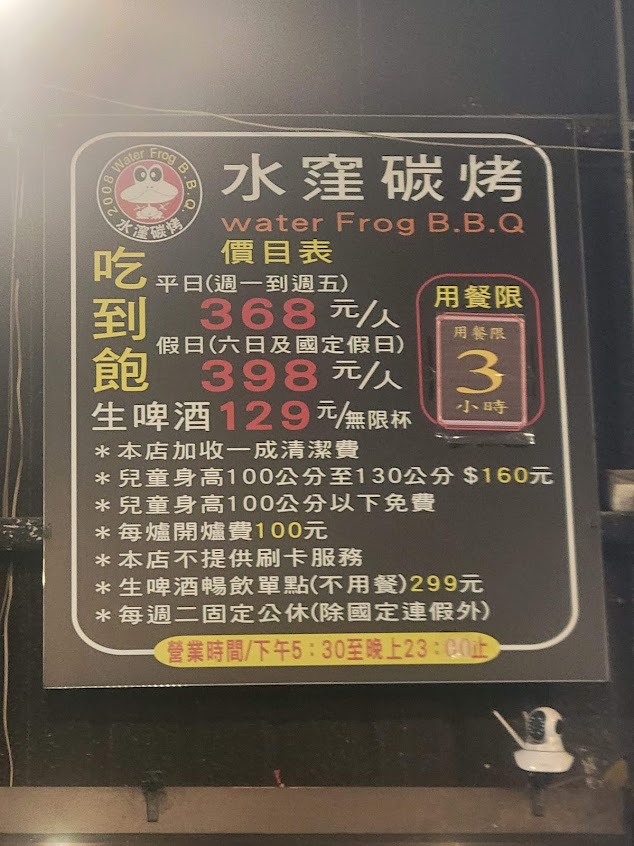 2008 Water Frog B.B.Q.
水窪碳烤
水窪碳烤
water Frog B.B.Q
價目表
吃到飽
平日(週一到週五)
368元/人
假日(六日及國定假日)
398元/人
用餐限
用餐限
3
小時
生啤酒129元/無限杯
*本店加收一成清潔費
*兒童身高100公分至130公分 $160元
*兒童身高100公分以下免費
*每爐開爐費100元
*本店不提供刷卡服務
*生啤酒暢飲單點(不用餐)299元
*每週二固定公休(除國定連假外)
營業時間/下午5:30至晚上23:00止